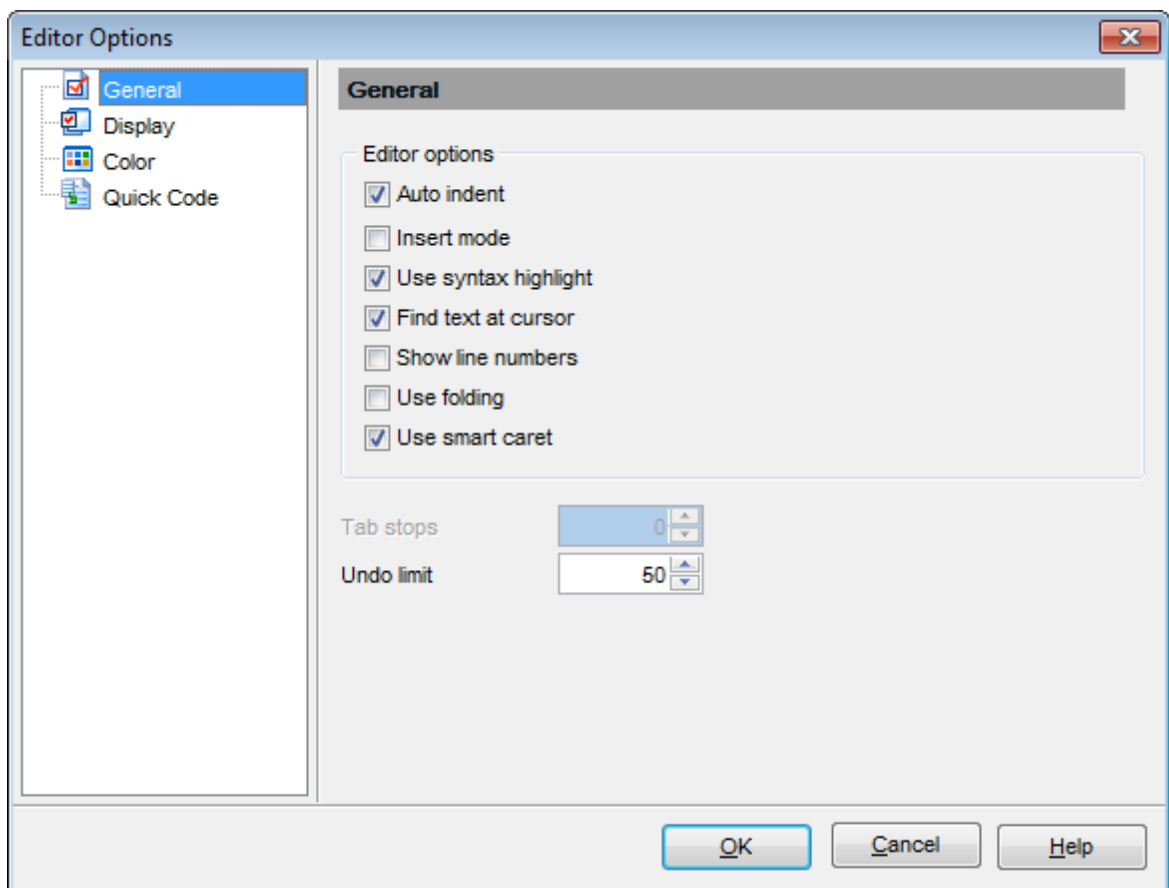 Editor Options
General
Display
Color
Quick Code
General
Editor options
Auto indent
Insert mode
Use syntax highlight
Find text at cursor
Show line numbers
Use folding
Use smart caret
Tab stops 0
Undo limit 50
OK Cancel Help